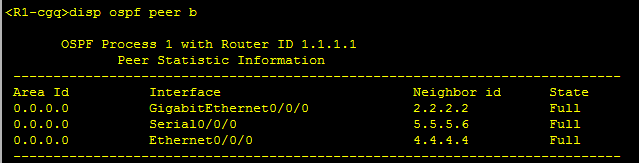 <R1-cgq>disp ospf peer b
OSPF Process 1 with Router ID 1.1.1.1
Peer Statistic Information
----------------------------------------------------------------------------
Area Id Interface Neighbor id State
0.0.0.0 GigabitEthernet0/0/0 2.2.2.2 Full
0.0.0.0 Serial0/0/0 5.5.5.6 Full
0.0.0.0 Ethernet0/0/0 4.4.4.4 Full
----------------------------------------------------------------------------